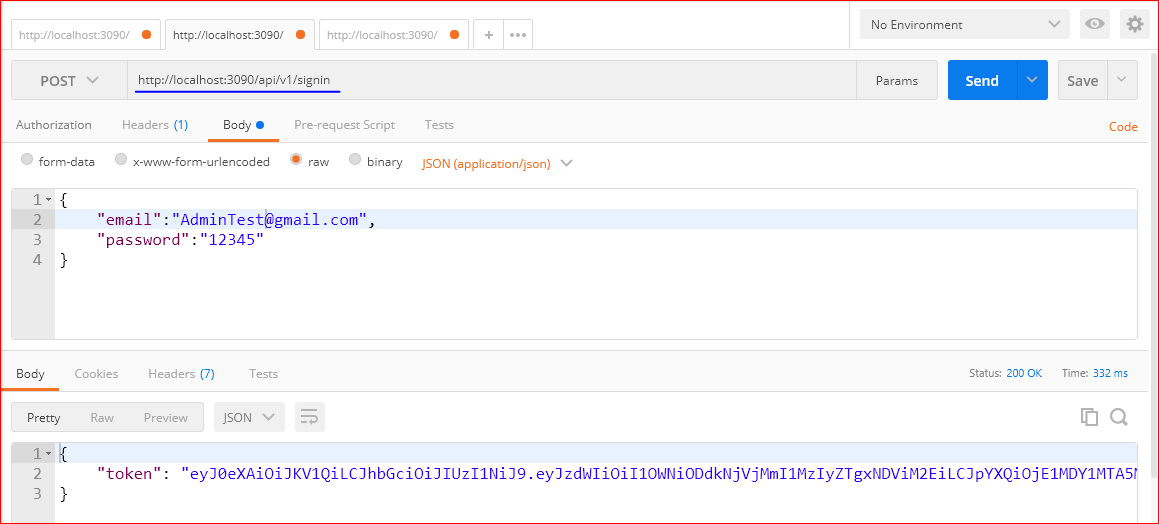 http://localhost:3090/ http://localhost:3090/ http://localhost:3090/ + ••• No Environment
POST http://localhost:3090/api/v1/signin Params Send Save
Authorization Headers (1) Body Pre-request Script Tests Code
form-data x-www-form-urlencoded raw binary JSON (application/json)
1 {
2 "email":"AdminTest@gmail.com",
3 "password":"12345"
4 }
Body Cookies Headers (7) Tests Status: 200 OK Time: 332 ms
Pretty Raw Preview JSON
1 {
2 "token": "eyJ0eXAiOiJKV1QiLCJhbGciOiJIUzI1NiJ9.eyJzdWIiOiI1OWNiODdkNjVjMmI1MzIyZTgxNDViM2EiLCJpYXQiOjE1MDY1MTA5N
3 }